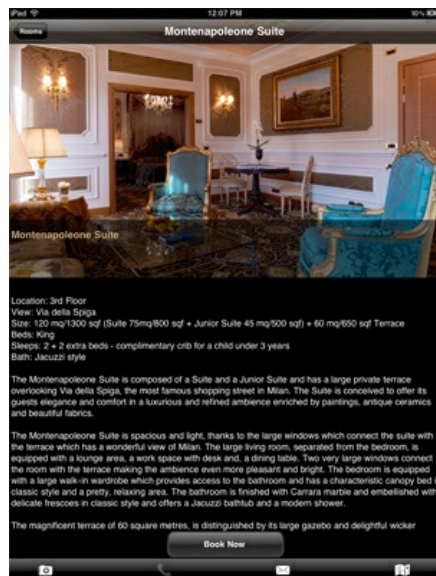 iPad
12:07 PM
10%
Rooms
Montenapoleone Suite
Montenapoleone Suite
Location: 3rd Floor
View: Via della Spiga
Size: 120 mq/1300 sqf (Suite 75mq/800 sqf + Junior Suite 45 mq/500 sqf) + 60 mq/650 sqf Terrace
Beds: King
Sleeps: 2 + 2 extra beds - complimentary crib for a child under 3 years
Bath: Jacuzzi style
The Montenapoleone Suite is composed of a Suite and a Junior Suite and has a large private terrace
overlooking Via della Spiga, the most famous shopping street in Milan. The Suite is conceived to offer its
guests elegance and comfort in a luxurious and refined ambience enriched by paintings, antique ceramics
and beautiful fabrics.
The Montenapoleone Suite is spacious and light, thanks to the large windows which connect the suite with
the terrace which has a wonderful view of Milan. The large living room, separated from the bedroom, is
equipped with a lounge area, a work space with desk and, a dining table. Two very large windows connect
the room with the terrace making the ambience even more pleasant and bright. The bedroom is equipped
with a large walk-in wardrobe which provides access to the bathroom and has a characteristic canopy bed i
classic style and a pretty, relaxing area. The bathroom is finished with Carrara marble and embellished with
delicate frescoes in classic style and offers a Jacuzzi bathtub and a modern shower.
The magnificent terrace of 60 square metres, is distinguished by its large gazebo and delightful wicker
Book Now